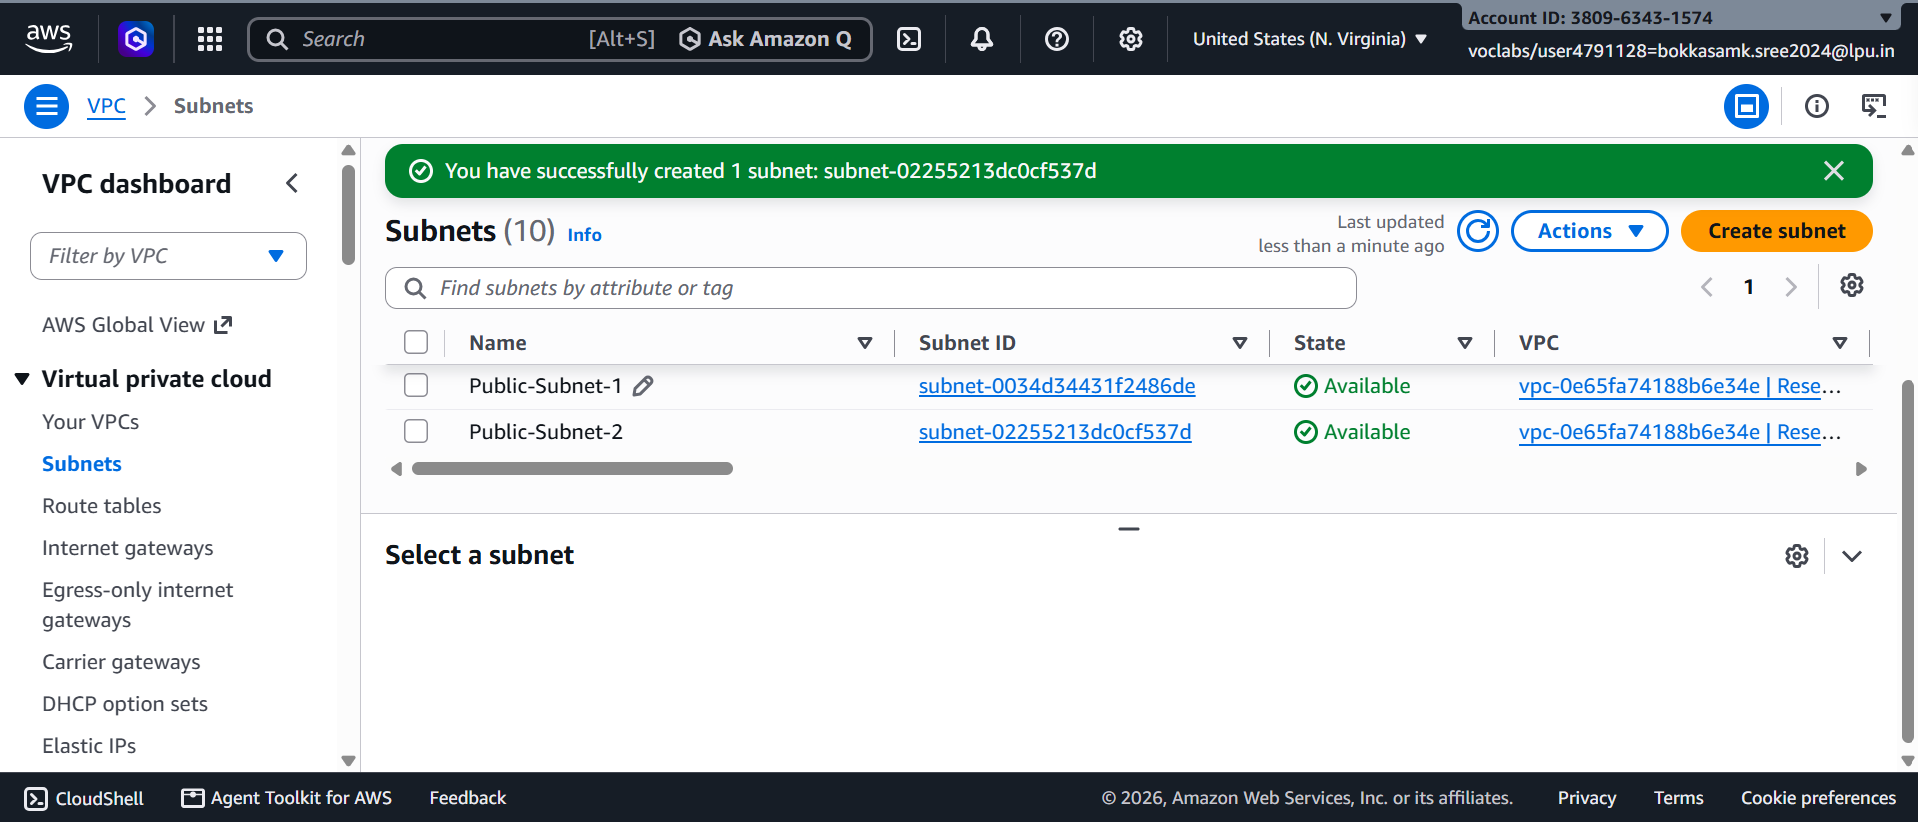 aws
Search [Alt+S] Ask Amazon Q
United States (N. Virginia)
Account ID: 3809-6343-1574
voclabs/user4791128=bokkasamk.sree2024@lpu.in
VPC Subnets
VPC dashboard
Filter by VPC
AWS Global View
Virtual private cloud
Your VPCs
Subnets
Route tables
Internet gateways
Egress-only internet
gateways
Carrier gateways
DHCP option sets
Elastic IPs
You have successfully created 1 subnet: subnet-02255213dc0cf537d
Subnets (10) Info
Last updated
less than a minute ago
Actions
Create subnet
Find subnets by attribute or tag
1
Name Subnet ID State VPC
Public-Subnet-1 subnet-0034d34431f2486de Available vpc-0e65fa74188b6e34e | Rese...
Public-Subnet-2 subnet-02255213dc0cf537d Available vpc-0e65fa74188b6e34e | Rese...
Select a subnet
CloudShell Agent Toolkit for AWS Feedback © 2026, Amazon Web Services, Inc. or its affiliates. Privacy Terms Cookie preferences